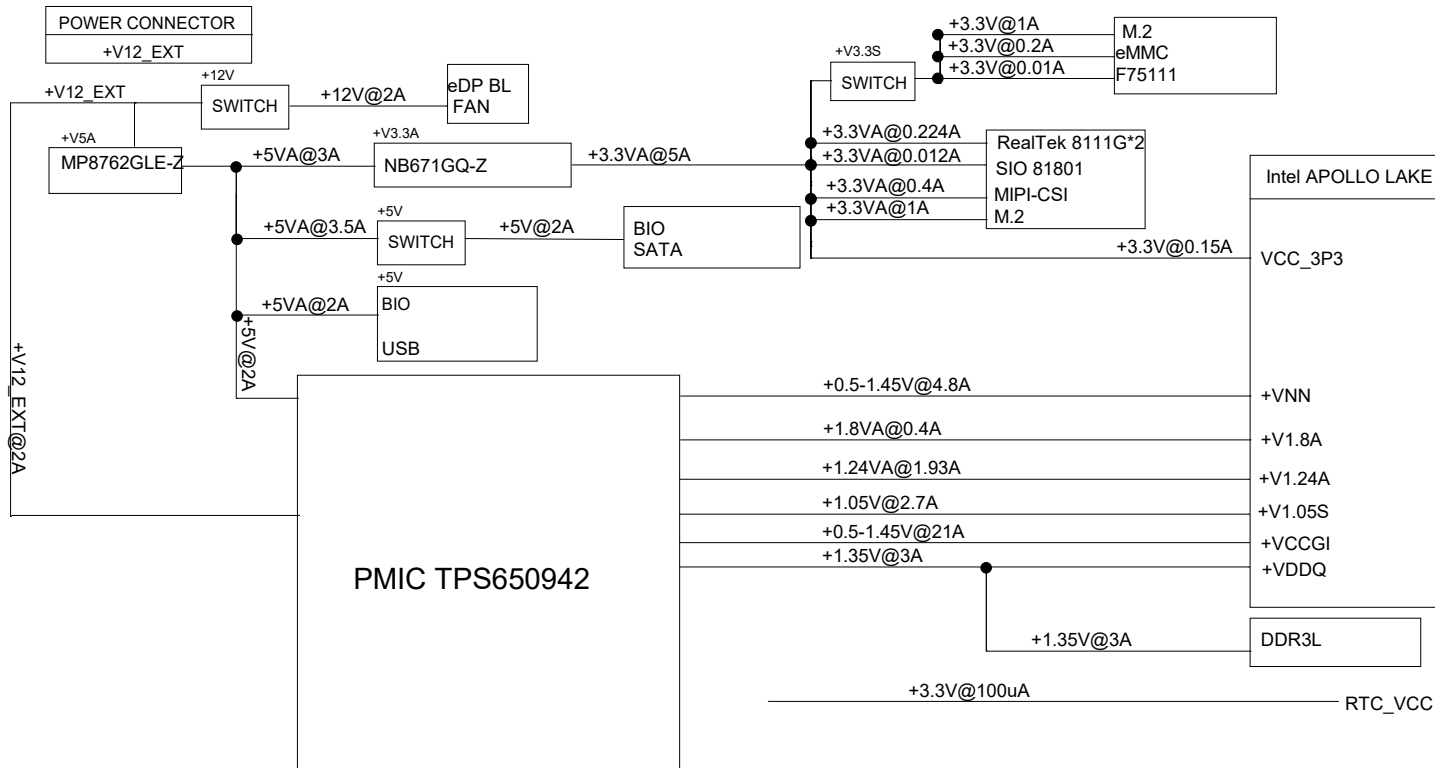 POWER CONNECTOR
+V12_EXT
+V12_EXT
+12V
SWITCH
+12V@2A
eDP BL
FAN
+V5A
MP8762GLE-Z
+5VA@3A
+V3.3A
NB671GQ-Z
+3.3VA@5A
+V3.3S
SWITCH
+3.3V@1A
+3.3V@0.2A
+3.3V@0.01A
M.2
eMMC
F75111
+3.3VA@0.224A
+3.3VA@0.012A
+3.3VA@0.4A
+3.3VA@1A
RealTek 8111G*2
SIO 81801
MIPI-CSI
M.2
+5VA@3.5A
+5V
SWITCH
+5V@2A
BIO
SATA
+5VA@2A
+5V
BIO
USB
+5V@2A
+V12_EXT@2A
PMIC TPS650942
Intel APOLLO LAKE
+3.3V@0.15A
VCC_3P3
+0.5-1.45V@4.8A
+VNN
+1.8VA@0.4A
+V1.8A
+1.24VA@1.93A
+V1.24A
+1.05V@2.7A
+V1.05S
+0.5-1.45V@21A
+VCCGI
+1.35V@3A
+VDDQ
+1.35V@3A
DDR3L
+3.3V@100uA
RTC_VCC